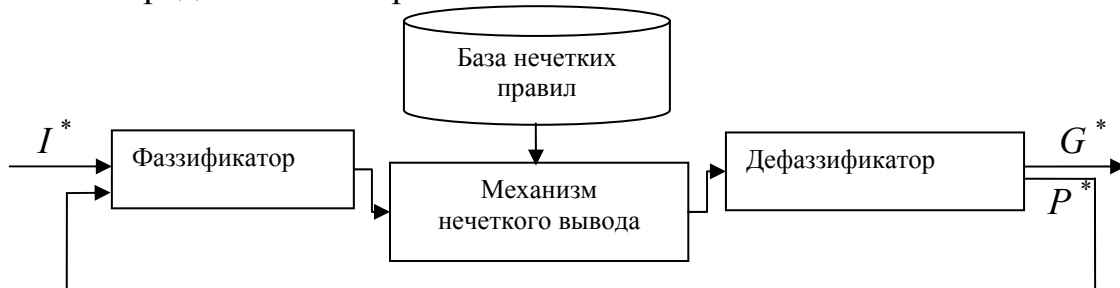 База нечетких
правил
I*
Фаззификатор
Механизм
нечеткого вывода
Дефаззификатор
G*
P*